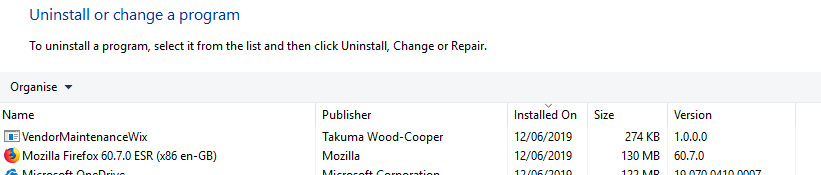 Uninstall or change a program
To uninstall a program, select it from the list and then click Uninstall, Change or Repair.
Organise
Name Publisher Installed On Size Version
VendorMaintenanceWix Takuma Wood-Cooper 12/06/2019 274 KB 1.0.0.0
Mozilla Firefox 60.7.0 ESR (x86 en-GB) Mozilla 12/06/2019 130 MB 60.7.0
Microsoft OneDrive Microsoft Corporation 12/06/2019 122 MB 19.070.0410.0007